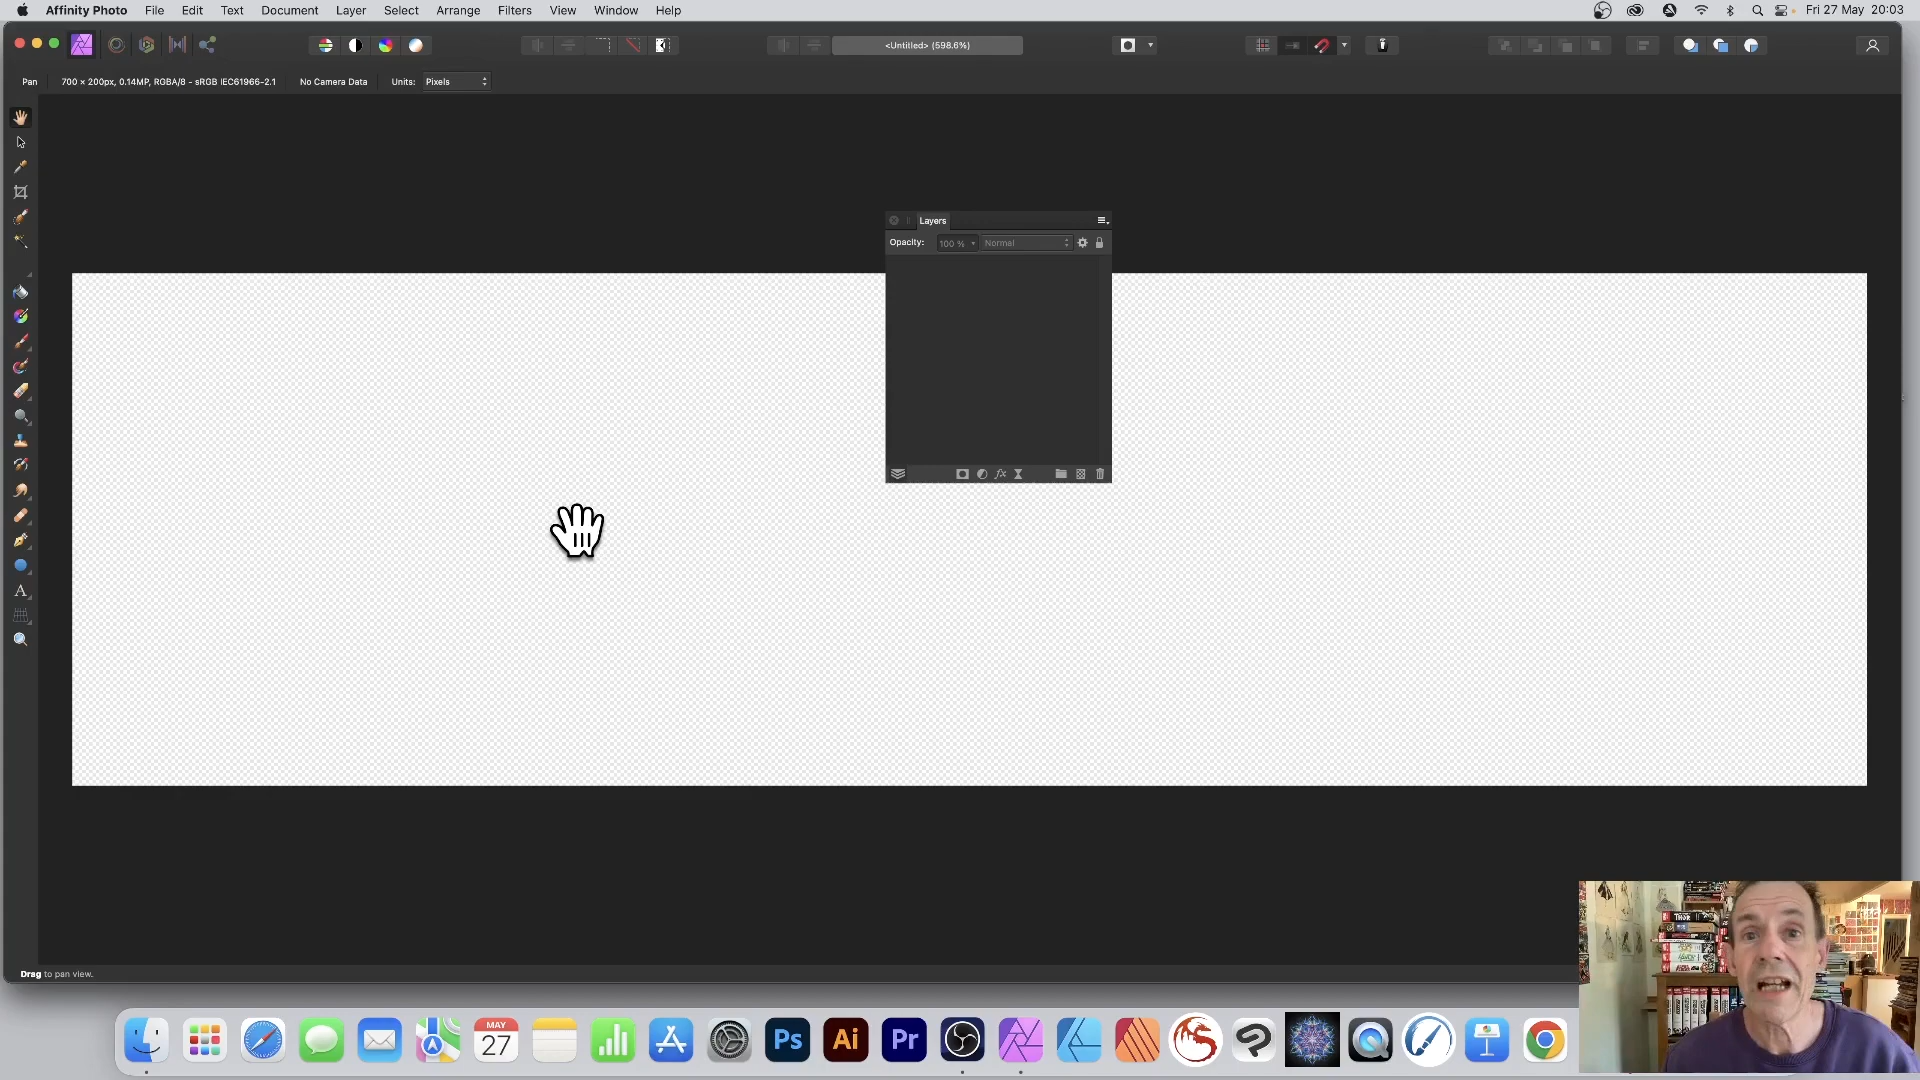 Affinity Photo File Edit Text Document Layer Select Arrange Filters View Window Help Fri 27 May 20:03
<Untitled> (598.6%)
Pan 700 × 200px, 0.14MP, RGBA/8 - sRGB IEC61966-2.1 No Camera Data Units: Pixels
Layers
Opacity: 100 % Normal
A
Drag to pan view.
MAY
27
Ps
Ai
Pr
THOR